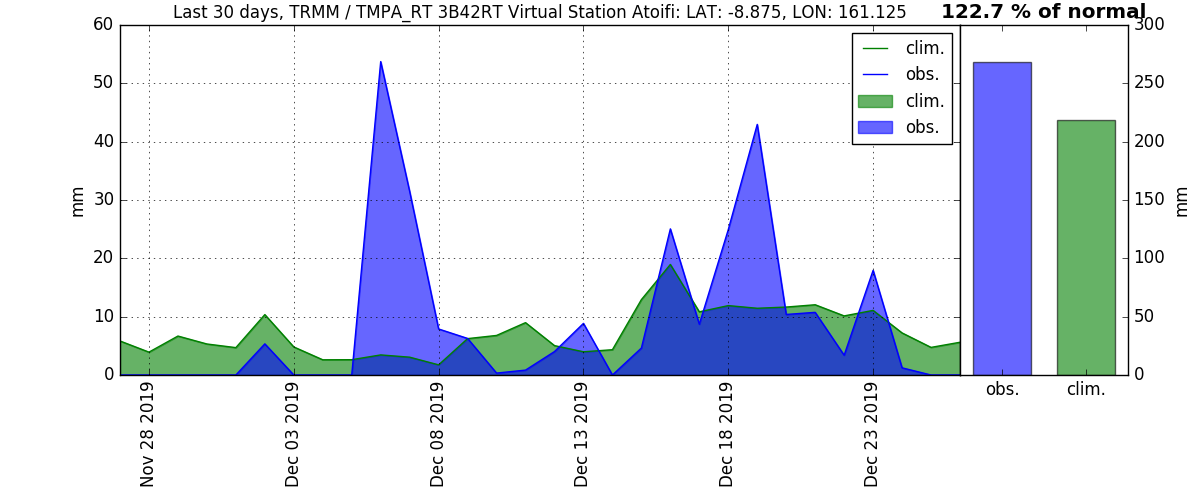 Last 30 days, TRMM / TMPA_RT 3B42RT Virtual Station Atoifi: LAT: -8.875, LON: 161.125
122.7 % of normal
60
50
40
30
20
10
0
mm
clim.
obs.
clim.
obs.
Nov 28 2019
Dec 03 2019
Dec 08 2019
Dec 13 2019
Dec 18 2019
Dec 23 2019
300
250
200
150
100
50
0
mm
obs.
clim.